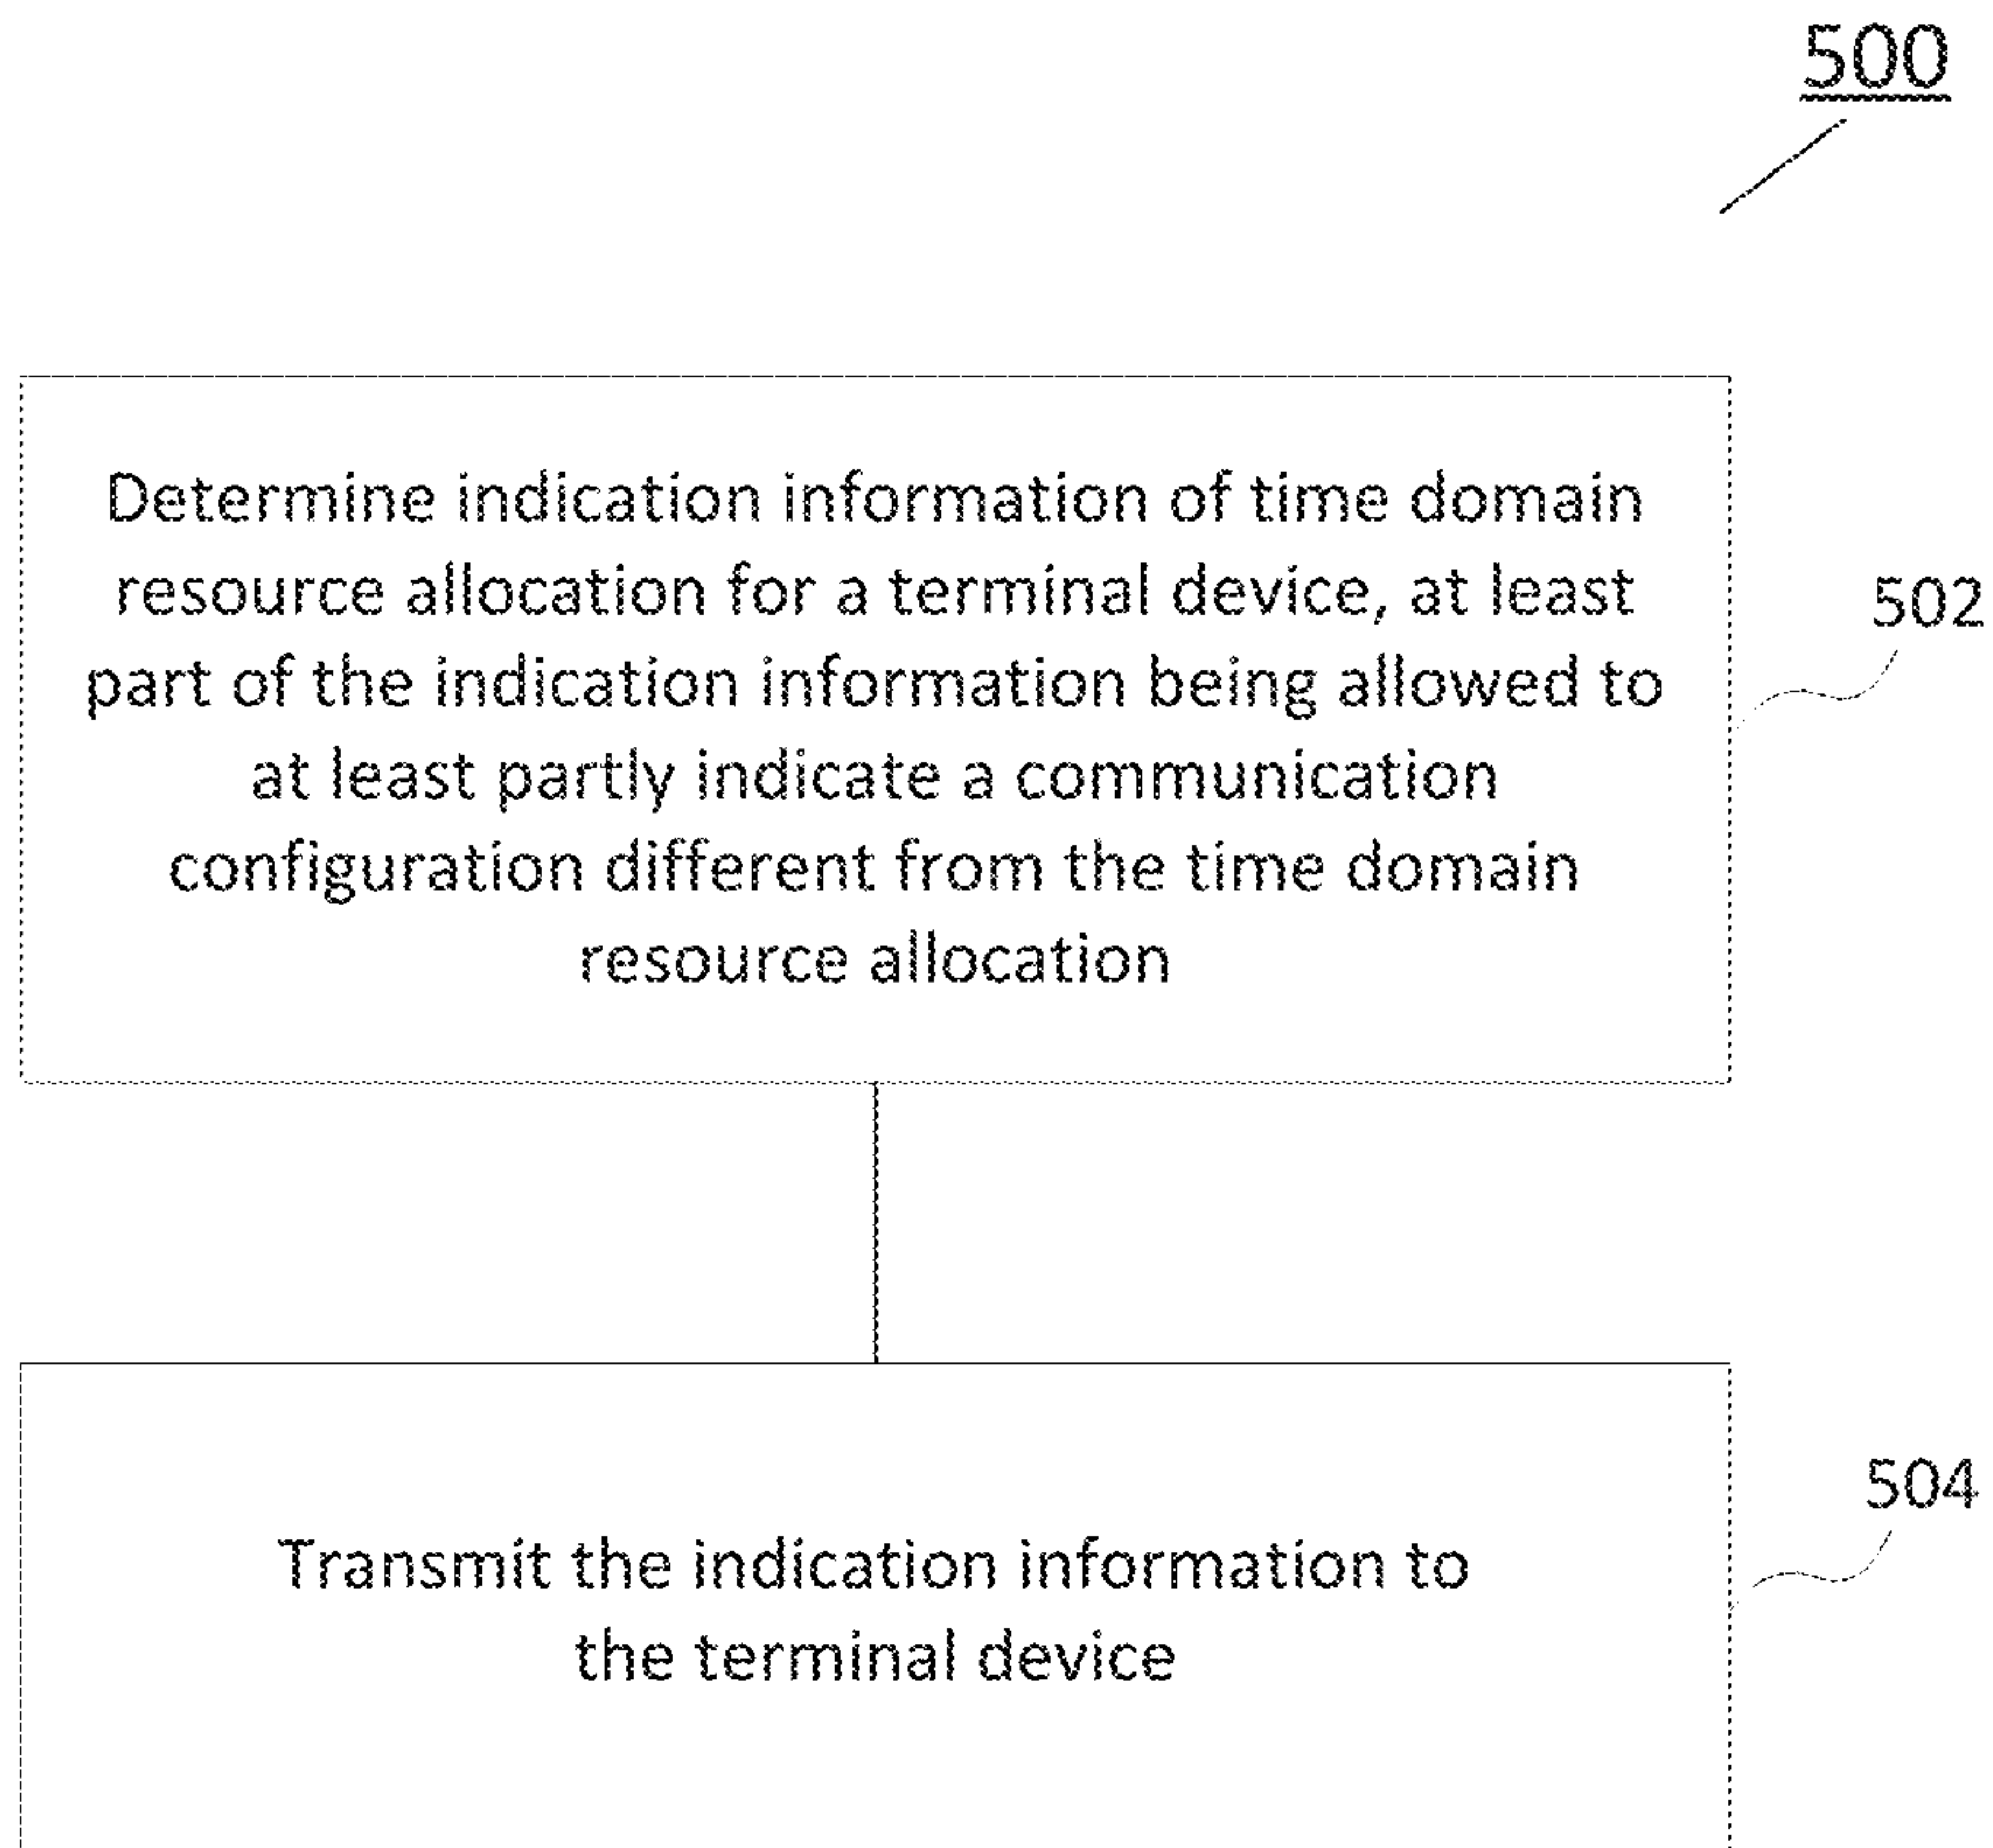 500
Determine indication information of time domain
resource allocation for a terminal device, at least
part of the indication information being allowed to
at least partly indicate a communication
configuration different from the time domain
resource allocation
502
Transmit the indication information to
the terminal device
504